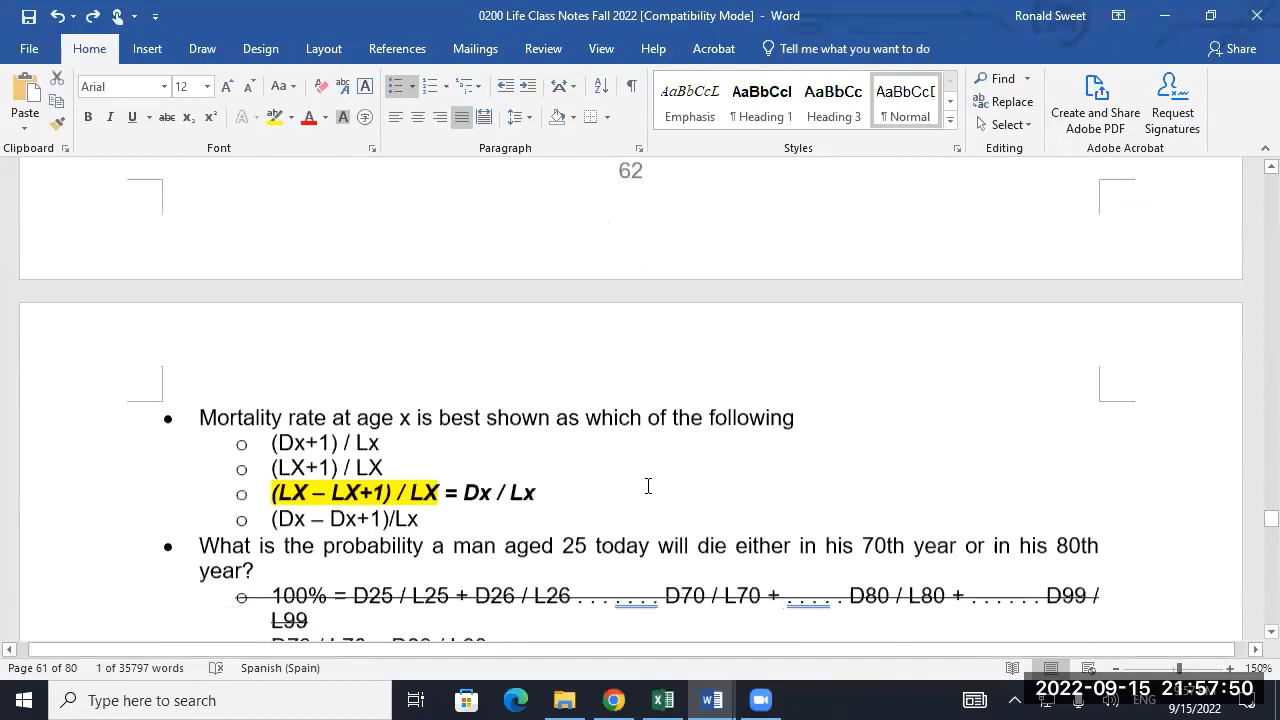 0200 Life Class Notes Fall 2022 [Compatibility Mode] - Word
Ronald Sweet
File Home Insert Draw Design Layout References Mailings Review View Help Acrobat Tell me what you want to do Share
Paste
Arial 12
Find
Replace
Select
AaBbCcL AaBbCcI AaBbCc AaBbCcI
Emphasis ¶ Heading 1 Heading 3 ¶ Normal
Create and Share Adobe PDF
Request Signatures
Clipboard Font Paragraph Styles Editing Adobe Acrobat
62
• Mortality rate at age x is best shown as which of the following
o (Dx+1) / Lx
o (LX+1) / LX
o (LX – LX+1) / LX = Dx / Lx
o (Dx – Dx+1)/Lx
• What is the probability a man aged 25 today will die either in his 70th year or in his 80th
year?
o 100% = D25 / L25 + D26 / L26 . . . . . . . D70 / L70 + . . . . . D80 / L80 + . . . . . . D99 /
L99
Page 61 of 80 1 of 35797 words Spanish (Spain) 150%
Type here to search
2022-09-15 21:57:50
ENG
9/15/2022